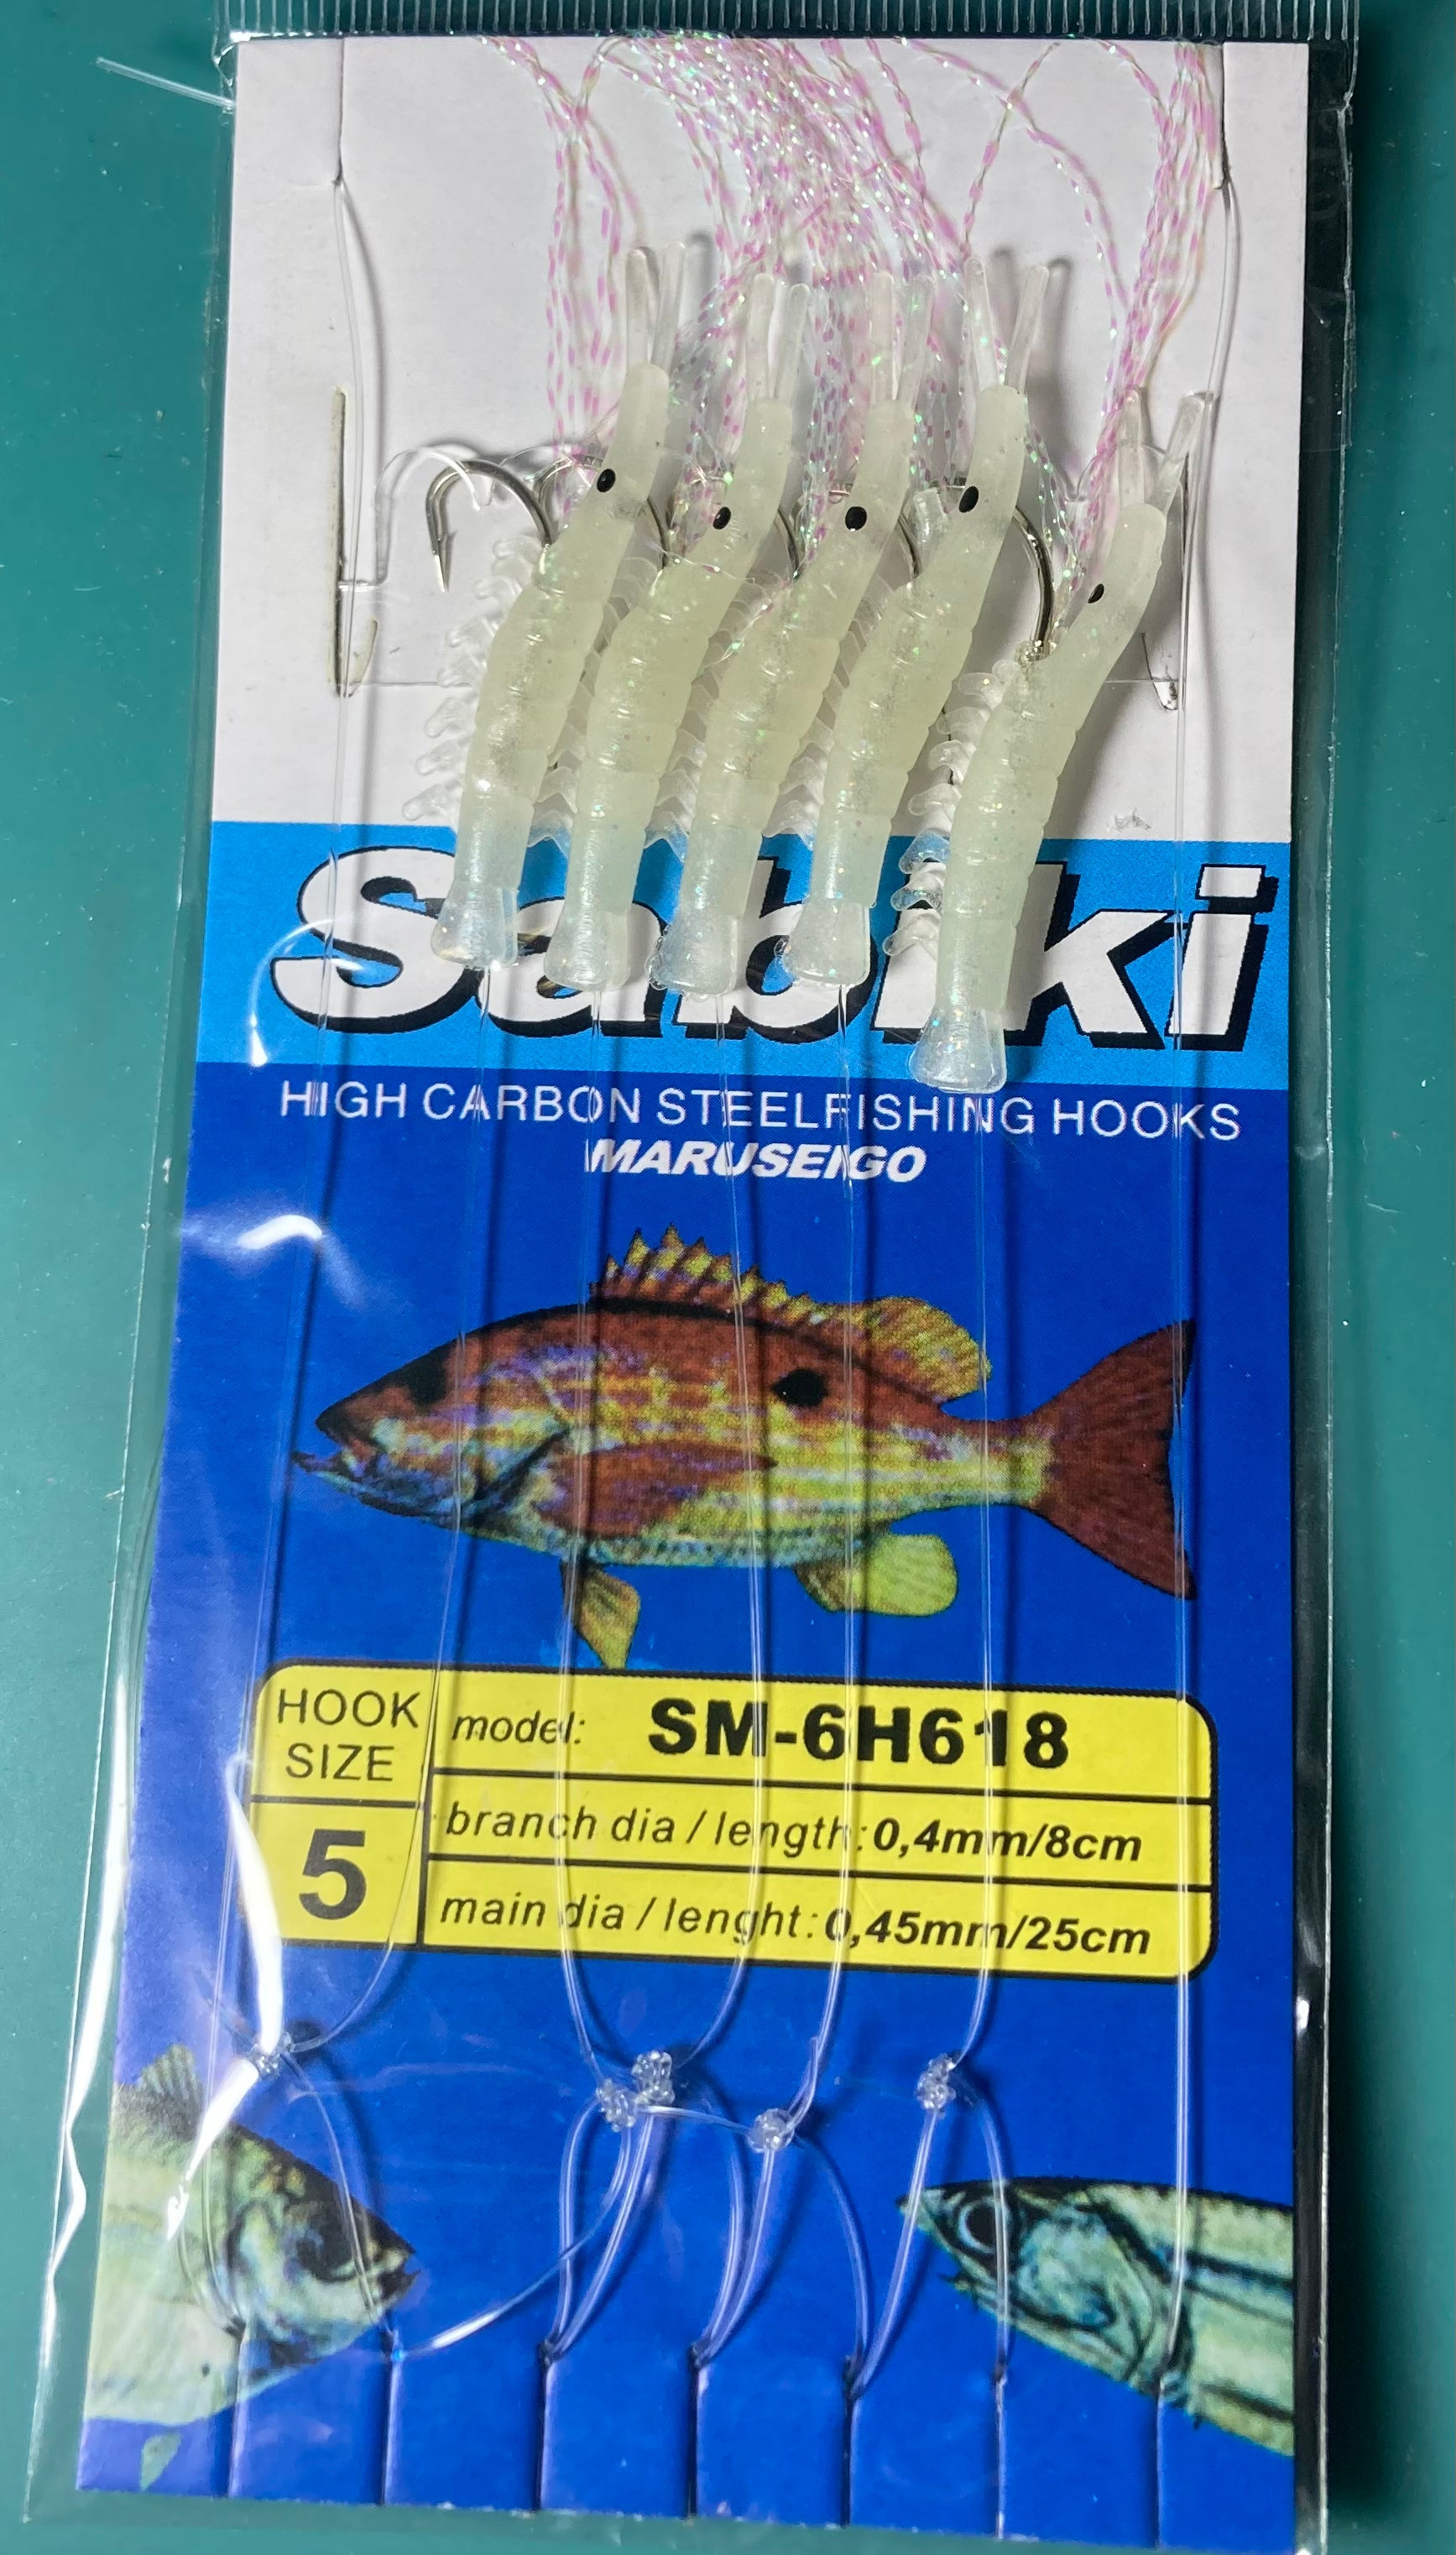 Sabiki
HIGH CARBON STEELFISHING HOOKS
MARUSEIGO
HOOK SIZE
5
model: SM-6H618
branch dia / length: 0,4mm/8cm
main dia / lenght: 0,45mm/25cm